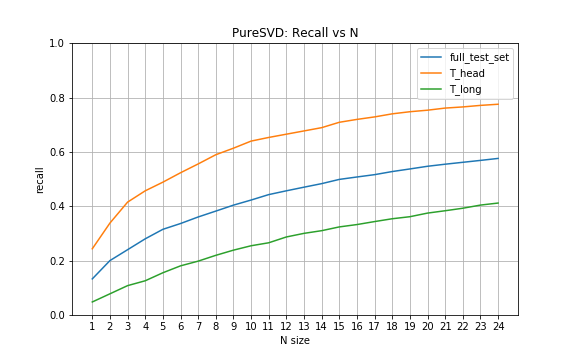 PureSVD: Recall vs N
full_test_set
T_head
T_long
1.0
0.8
0.6
0.4
0.2
0.0
recall
1 2 3 4 5 6 7 8 9 10 11 12 13 14 15 16 17 18 19 20 21 22 23 24
N size